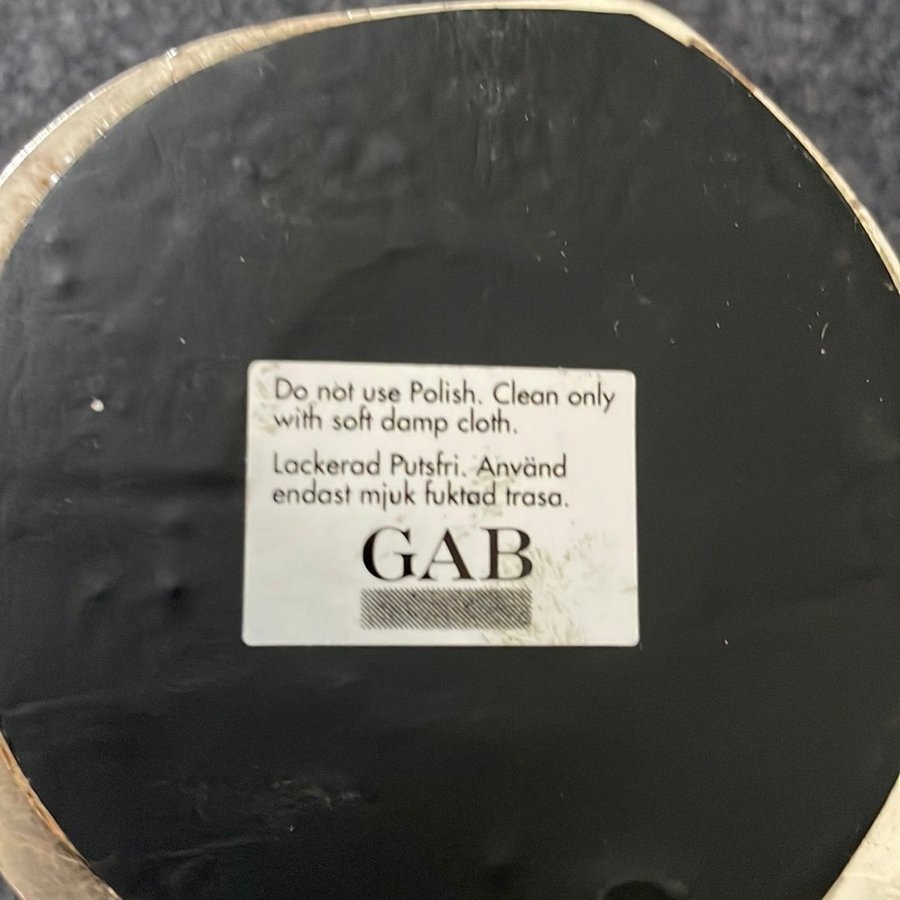 Do not use Polish. Clean only
with soft damp cloth.
Lackerad Putsfri. Använd
endast mjuk fuktad trasa.
GAB